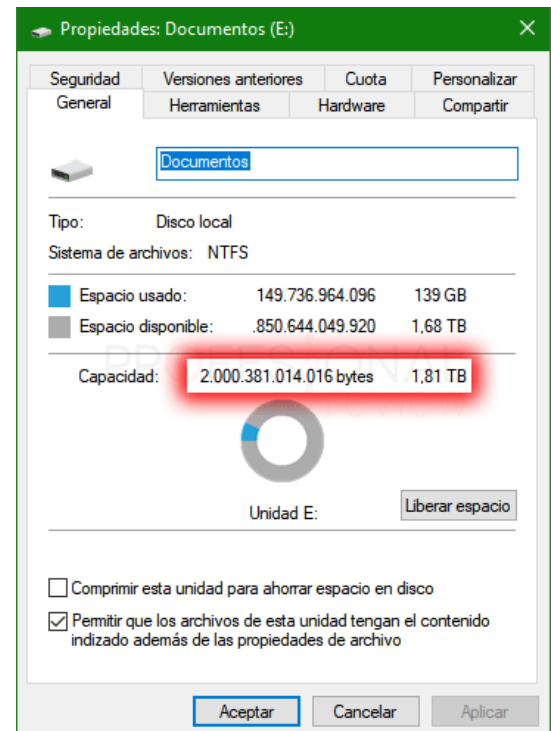 Propiedades: Documentos (E:)
Seguridad Versiones anteriores Cuota Personalizar
General Herramientas Hardware Compartir
Documentos
Tipo: Disco local
Sistema de archivos: NTFS
Espacio usado: 149.736.964.096 139 GB
Espacio disponible: .850.644.049.920 1,68 TB
Capacidad: 2.000.381.014.016 bytes 1,81 TB
Unidad E:
Liberar espacio
Comprimir esta unidad para ahorrar espacio en disco
Permitir que los archivos de esta unidad tengan el contenido
indizado además de las propiedades de archivo
Aceptar Cancelar Aplicar